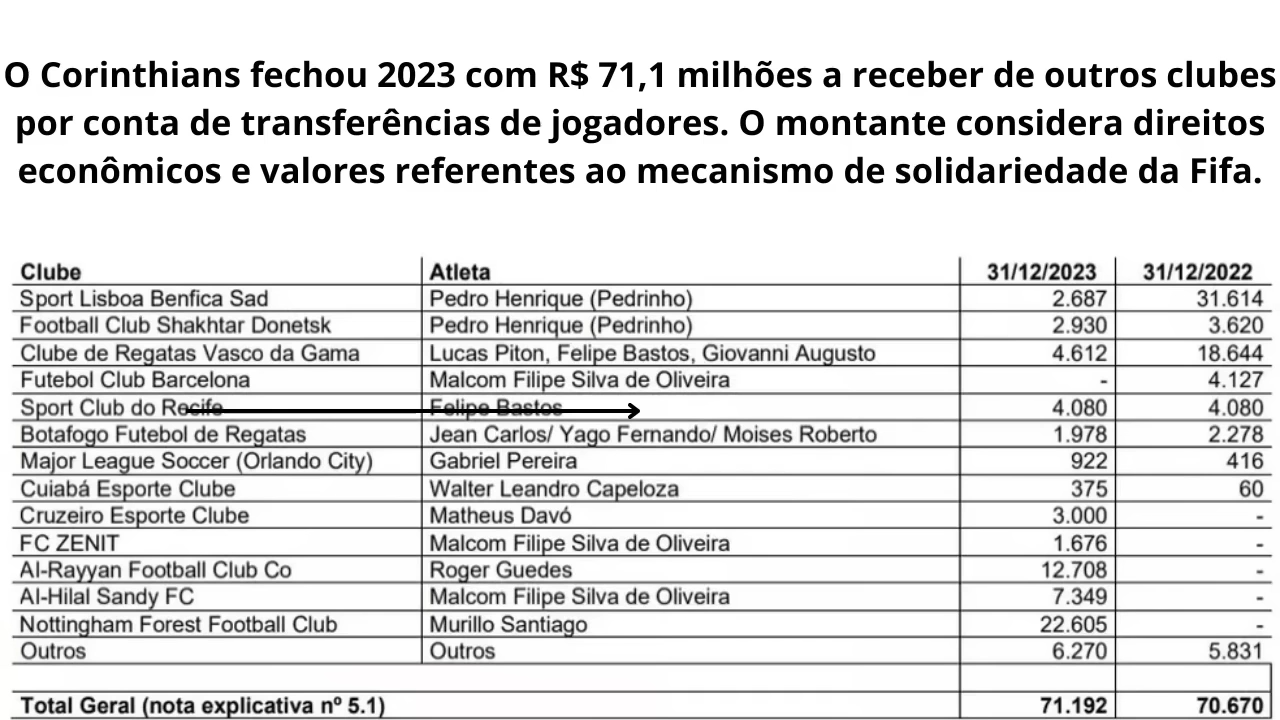 O Corinthians fechou 2023 com R$ 71,1 milhões a receber de outros clubes
por conta de transferências de jogadores. O montante considera direitos
econômicos e valores referentes ao mecanismo de solidariedade da Fifa.
Clube Atleta 31/12/2023 31/12/2022
Sport Lisboa Benfica Sad Pedro Henrique (Pedrinho) 2.687 31.614
Football Club Shakhtar Donetsk Pedro Henrique (Pedrinho) 2.930 3.620
Clube de Regatas Vasco da Gama Lucas Piton, Felipe Bastos, Giovanni Augusto 4.612 18.644
Futebol Club Barcelona Malcom Filipe Silva de Oliveira - 4.127
Sport Club do Recife Felipe Bastos 4.080 4.080
Botafogo Futebol de Regatas Jean Carlos/ Yago Fernando/ Moises Roberto 1.978 2.278
Major League Soccer (Orlando City) Gabriel Pereira 922 416
Cuiabá Esporte Clube Walter Leandro Capeloza 375 60
Cruzeiro Esporte Clube Matheus Davó 3.000 -
FC ZENIT Malcom Filipe Silva de Oliveira 1.676 -
Al-Rayyan Football Club Co Roger Guedes 12.708 -
Al-Hilal Sandy FC Malcom Filipe Silva de Oliveira 7.349 -
Nottingham Forest Football Club Murillo Santiago 22.605 -
Outros Outros 6.270 5.831
Total Geral (nota explicativa nº 5.1) 71.192 70.670